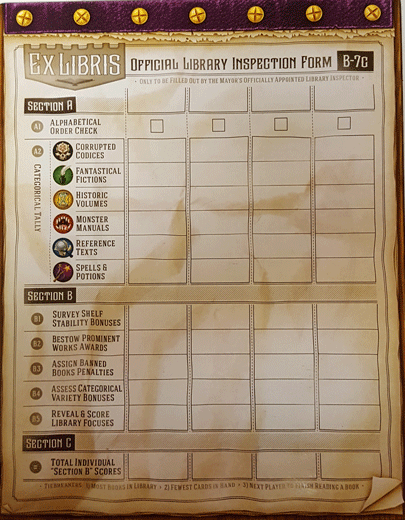 EX LIBRIS
OFFICIAL LIBRARY INSPECTION FORM B-7C
- ONLY TO BE FILLED OUT BY THE MAYOR'S OFFICIALLY APPOINTED LIBRARY INSPECTOR -
SECTION A
A1 ALPHABETICAL
ORDER CHECK
A2
CATEGORICAL TALLY
CORRUPTED
CODICES
FANTASTICAL
FICTIONS
HISTORIC
VOLUMES
MONSTER
MANUALS
REFERENCE
TEXTS
SPELLS &
POTIONS
SECTION B
B1 SURVEY SHELF
STABILITY BONUSES
B2 BESTOW PROMINENT
WORKS AWARDS
B3 ASSIGN BANNED
BOOKS PENALTIES
B4 ASSESS CATEGORICAL
VARIETY BONUSES
B5 REVEAL & SCORE
LIBRARY FOCUSES
SECTION C
TOTAL INDIVIDUAL
"SECTION B" SCORES
- TIEBREAKERS: 1) MOST BOOKS IN LIBRARY • 2) FEWEST CARDS IN HAND • 3) NEXT PLAYER TO FINISH READING A BOOK -